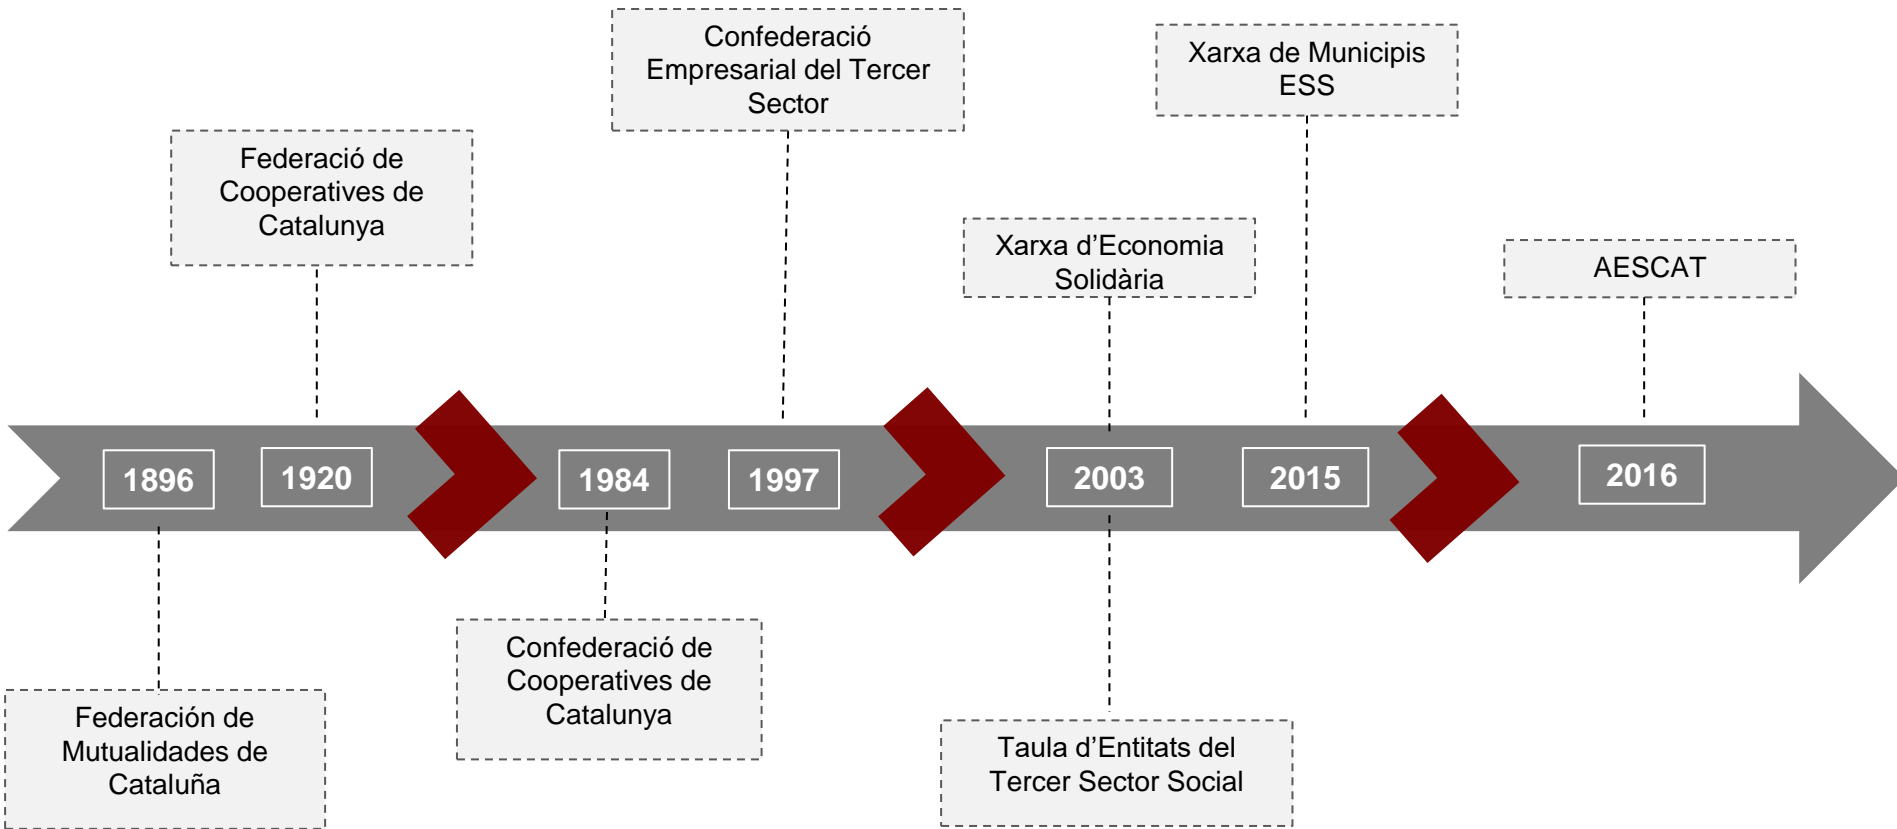 Confederació
Empresarial del Tercer
Sector
Xarxa de Municipis
ESS
Federació de
Cooperatives de
Catalunya
Xarxa d’Economia
Solidària
AESCAT
1896
1920
1984
1997
2003
2015
2016
Confederació de
Cooperatives de
Catalunya
Federación de
Mutualidades de
Cataluña
Taula d’Entitats del
Tercer Sector Social